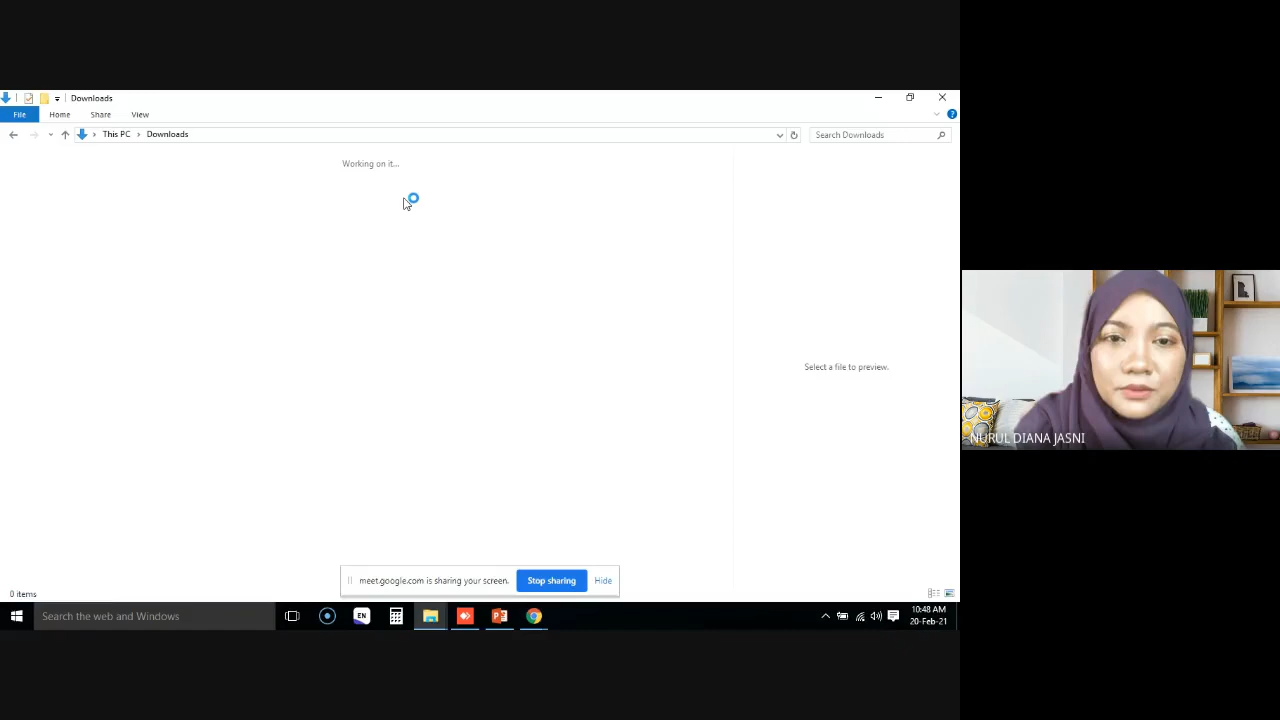 Downloads
File Home Share View
This PC Downloads
Search Downloads
Working on it...
Select a file to preview.
NURUL DIANA JASNI
meet.google.com is sharing your screen. Stop sharing Hide
0 items
Search the web and Windows
EN
10:48 AM
20-Feb-21